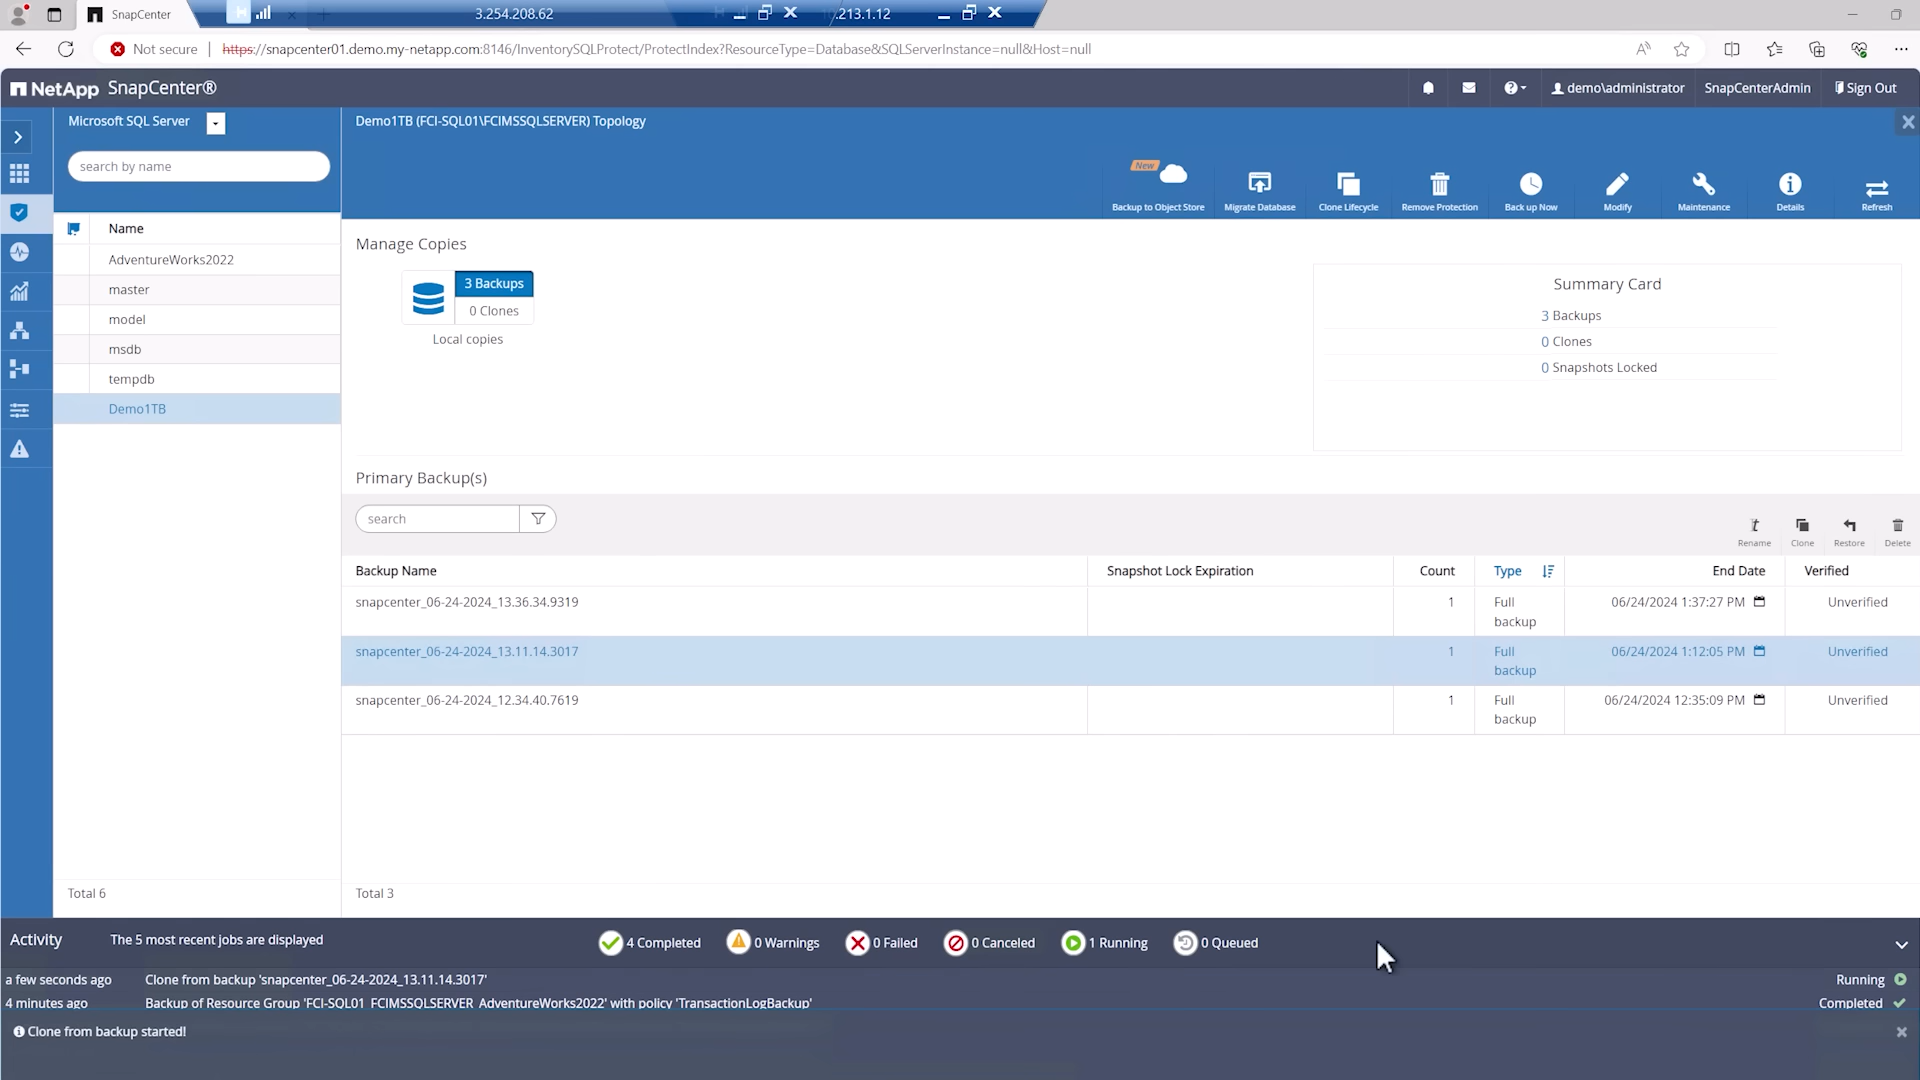 SnapCenter
3.254.208.62
.213.1.12
Not secure
https://snapcenter01.demo.my-netapp.com:8146/InventorySQLProtect/ProtectIndex?ResourceType=Database&SQLServerInstance=null&Host=null
NetApp SnapCenter®
demo\administrator
SnapCenterAdmin
Sign Out
Microsoft SQL Server
search by name
Name
AdventureWorks2022
master
model
msdb
tempdb
Demo1TB
Total 6
Demo1TB (FCI-SQL01\FCIMSSQLSERVER) Topology
New
Backup to Object Store
Migrate Database
Clone Lifecycle
Remove Protection
Back up Now
Modify
Maintenance
Details
Refresh
Manage Copies
3 Backups
0 Clones
Local copies
Summary Card
3 Backups
0 Clones
0 Snapshots Locked
Primary Backup(s)
search
Rename
Clone
Restore
Delete
Backup Name
Snapshot Lock Expiration
Count
Type
End Date
Verified
snapcenter_06-24-2024_13.36.34.9319
1
Full
backup
06/24/2024 1:37:27 PM
Unverified
snapcenter_06-24-2024_13.11.14.3017
1
Full
backup
06/24/2024 1:12:05 PM
Unverified
snapcenter_06-24-2024_12.34.40.7619
1
Full
backup
06/24/2024 12:35:09 PM
Unverified
Total 3
Activity
The 5 most recent jobs are displayed
4 Completed
0 Warnings
0 Failed
0 Canceled
1 Running
0 Queued
a few seconds ago
Clone from backup 'snapcenter_06-24-2024_13.11.14.3017'
Running
4 minutes ago
Backup of Resource Group 'FCI-SQL01_FCIMSSQLSERVER_AdventureWorks2022' with policy 'TransactionLogBackup'
Completed
Clone from backup started!